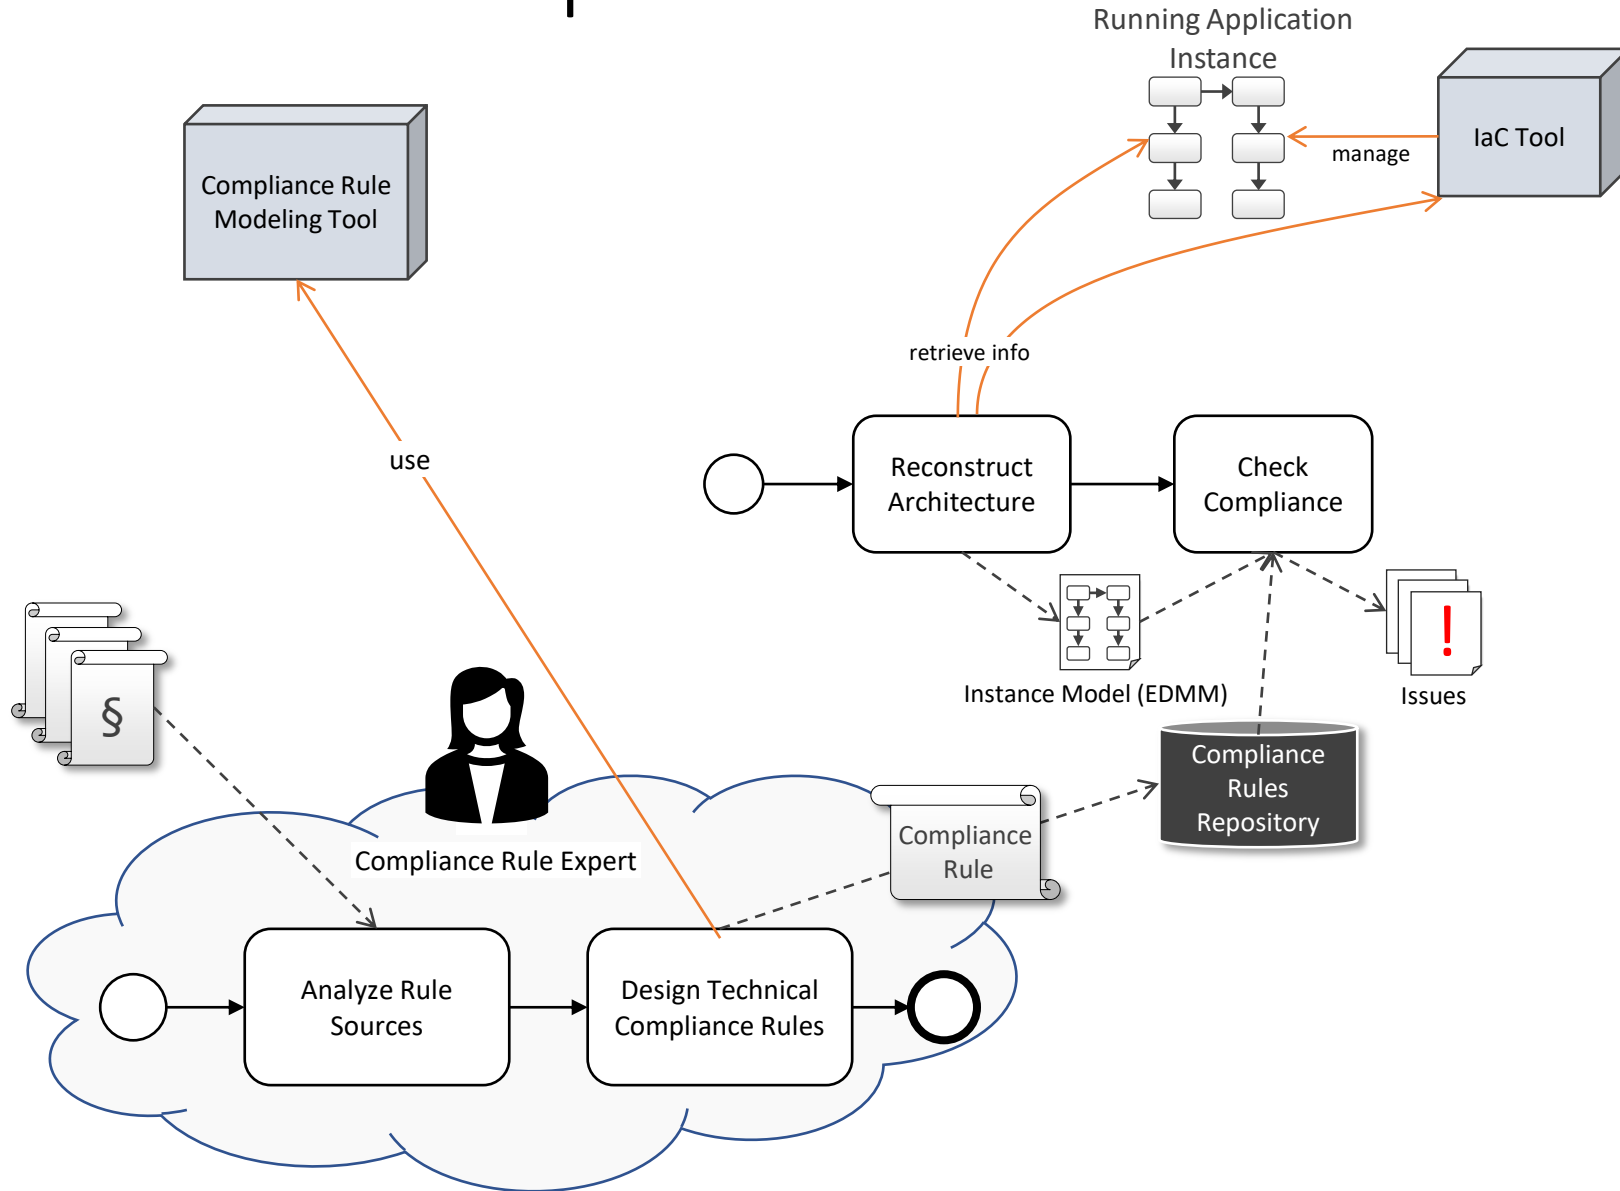 Running Application
Instance
IaC Tool
manage
Compliance Rule
Modeling Tool
retrieve info
use
Reconstruct
Architecture
Check
Compliance
Instance Model (EDMM)
Issues
!
§
Compliance
Rules
Repository
Compliance
Rule
Compliance Rule Expert
Analyze Rule
Sources
Design Technical
Compliance Rules